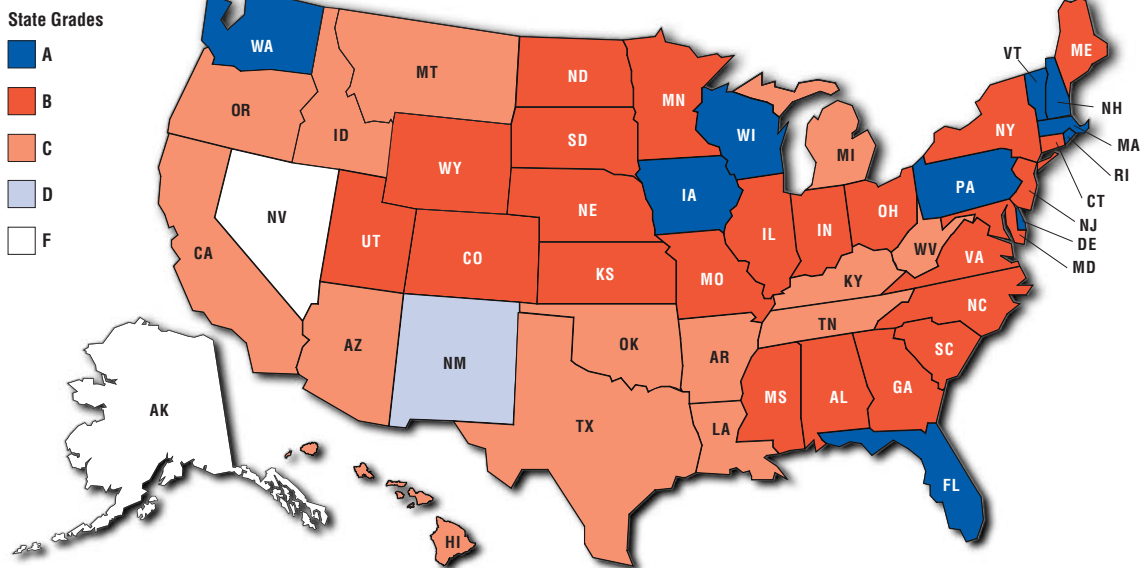 State Grades
A
B
C
D
F
WA
OR
CA
NV
ID
MT
WY
UT
AZ
CO
NM
ND
SD
NE
KS
OK
TX
MN
IA
MO
AR
LA
WI
IL
MI
IN
OH
KY
TN
MS
AL
GA
FL
SC
NC
VA
WV
PA
NY
VT
ME
NH
MA
RI
CT
NJ
DE
MD
AK
HI